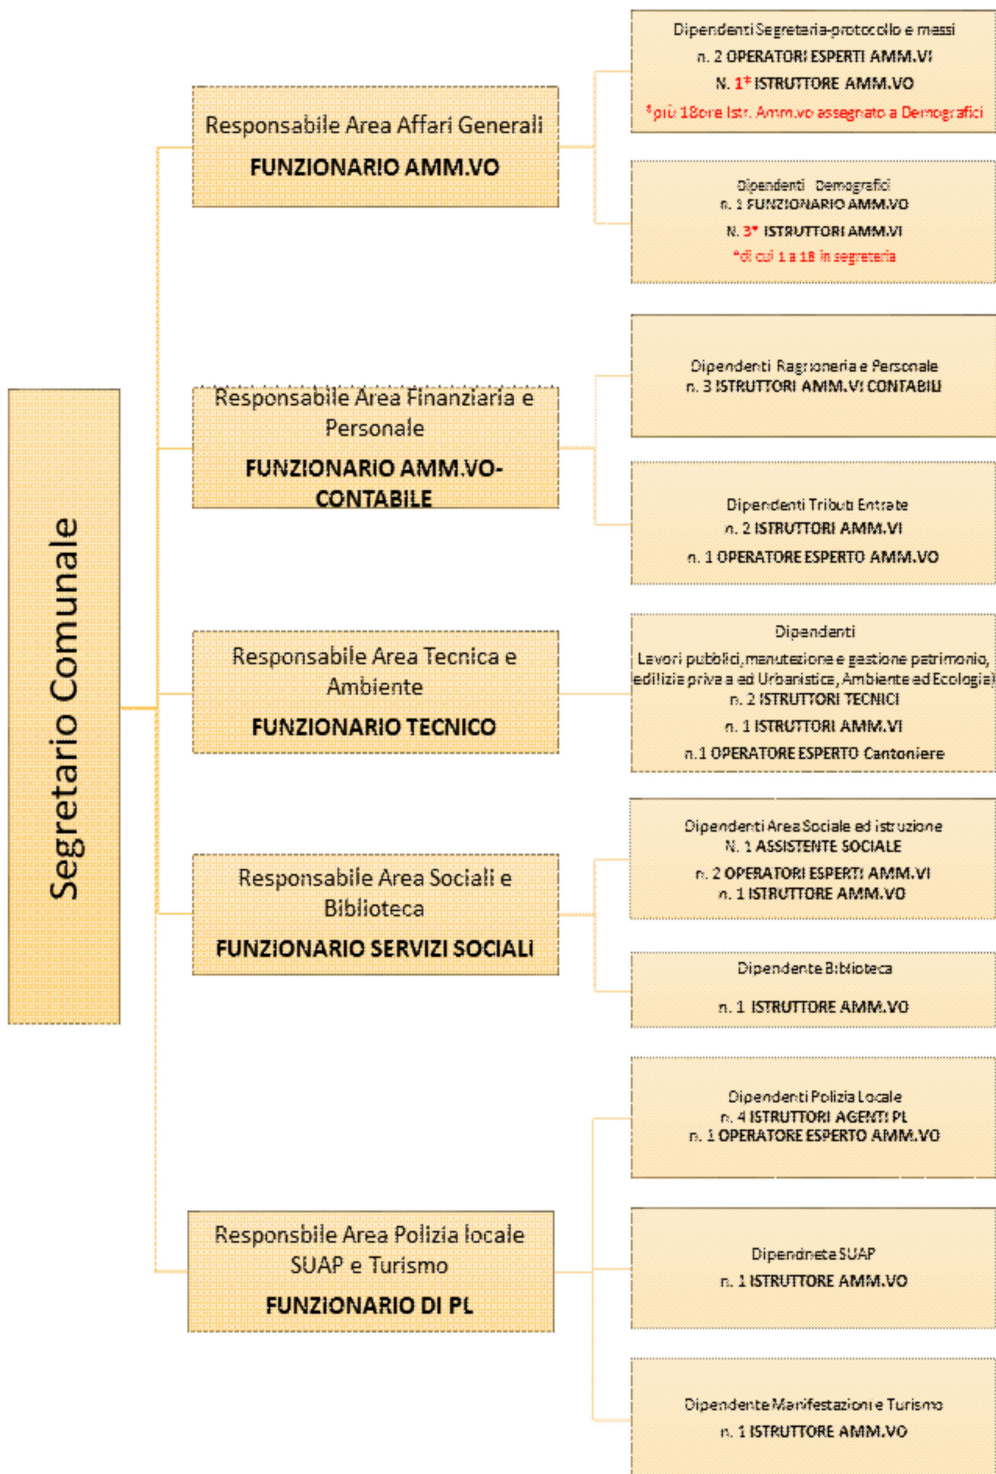 Segretario Comunale
Responsabile Area Affari Generali
FUNZIONARIO AMM.VO
Dipendenti Segreteria-protocollo e messi
n. 2 OPERATORI ESPERTI AMM.VI
N. 1* ISTRUTTORE AMM.VO
*più 18ore Istr. Amm.vo assegnato a Demografici
Dipendenti Demografici
n. 1 FUNZIONARIO AMM.VO
N. 3* ISTRUTTORI AMM.VI
*di cui 1 a 18 in segreteria
Responsabile Area Finanziaria e
Personale
FUNZIONARIO AMM.VO-
CONTABILE
Dipendenti Ragioneria e Personale
n. 3 ISTRUTTORI AMM.VI CONTABILI
Dipendenti Tributi Entrate
n. 2 ISTRUTTORI AMM.VI
n. 1 OPERATORE ESPERTO AMM.VO
Responsabile Area Tecnica e
Ambiente
FUNZIONARIO TECNICO
Dipendenti
Lavori pubblici, manutezione e gestione patrimonio,
edilizia priva a ed Urbanistica, Ambiente ed Ecologia)
n. 2 ISTRUTTORI TECNICI
n. 1 ISTRUTTORI AMM.VI
n.1 OPERATORE ESPERTO Cantoniere
Responsabile Area Sociali e
Biblioteca
FUNZIONARIO SERVIZI SOCIALI
Dipendenti Area Sociale ed istruzione
N. 1 ASSISTENTE SOCIALE
n. 2 OPERATORI ESPERTI AMM.VI
n. 1 ISTRUTTORE AMM.VO
Dipendente Biblioteca
n. 1 ISTRUTTORE AMM.VO
Responsbile Area Polizia locale
SUAP e Turismo
FUNZIONARIO DI PL
Dipendenti Polizia Locale
n. 4 ISTRUTTORI AGENTI PL
n. 1 OPERATORE ESPERTO AMM.VO
Dipendnete SUAP
n. 1 ISTRUTTORE AMM.VO
Dipendente Manifestazioni e Turismo
n. 1 ISTRUTTORE AMM.VO